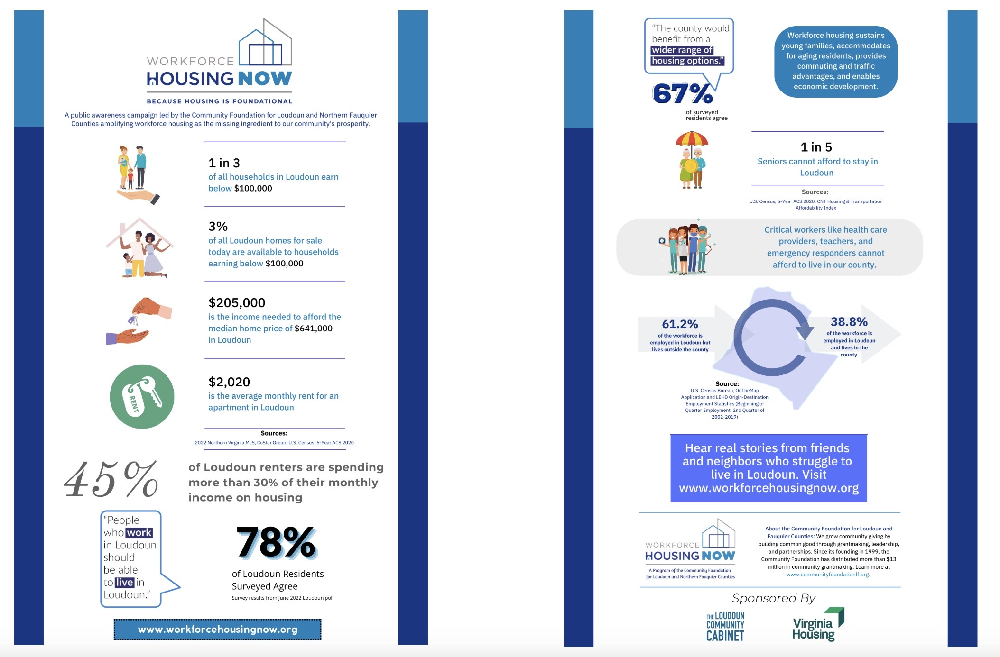 WORKFORCE
HOUSING NOW
BECAUSE HOUSING IS FOUNDATIONAL
A public awareness campaign led by the Community Foundation for Loudoun and Northern Fauquier
Counties amplifying workforce housing as the missing ingredient to our community's prosperity.
1 in 3
of all households in Loudoun earn
below $100,000
3%
of all Loudoun homes for sale
today are available to households
earning below $100,000
$205,000
is the income needed to afford the
median home price of $641,000
in Loudoun
RENT
$2,020
is the average monthly rent for an
apartment in Loudoun
Sources:
2022 Northern Virginia MLS, CoStar Group, U.S. Census, 5-Year ACS 2020
45%
of Loudoun renters are spending
more than 30% of their monthly
income on housing
“People
who work
in Loudoun
should
be able
to live in
Loudoun.”
78%
of Loudoun Residents
Surveyed Agree
Survey results from June 2022 Loudoun poll
www.workforcehousingnow.org
“The county would
benefit from a
wider range of
housing options.”
67%
of surveyed
residents agree
Workforce housing sustains
young families, accommodates
for aging residents, provides
commuting and traffic
advantages, and enables
economic development.
1 in 5
Seniors cannot afford to stay in
Loudoun
Sources:
U.S. Census, 5-Year ACS 2020, CNT Housing & Transportation
Affordability Index
Critical workers like health care
providers, teachers, and
emergency responders cannot
afford to live in our county.
61.2%
of the workforce is
employed in Loudoun but
lives outside the county
38.8%
of the workforce is
employed in Loudoun
and lives in the
county
Source:
U.S. Census Bureau, OnTheMap
Application and LEHD Origin-Destination
Employment Statistics (Beginning of
Quarter Employment, 2nd Quarter of
2002-2019)
Hear real stories from friends
and neighbors who struggle to
live in Loudoun. Visit
www.workforcehousingnow.org
WORKFORCE
HOUSING NOW
A Program of the Community Foundation
for Loudoun and Northern Fauquier Counties
About the Community Foundation for Loudoun and
Fauquier Counties: We grow community giving by
building common good through grantmaking, leadership,
and partnerships. Since its founding in 1999, the
Community Foundation has distributed more than $13
million in community grantmaking. Learn more at
www.communityfoundationlf.org.
Sponsored By
THE LOUDOUN
COMMUNITY
CABINET
Virginia
Housing